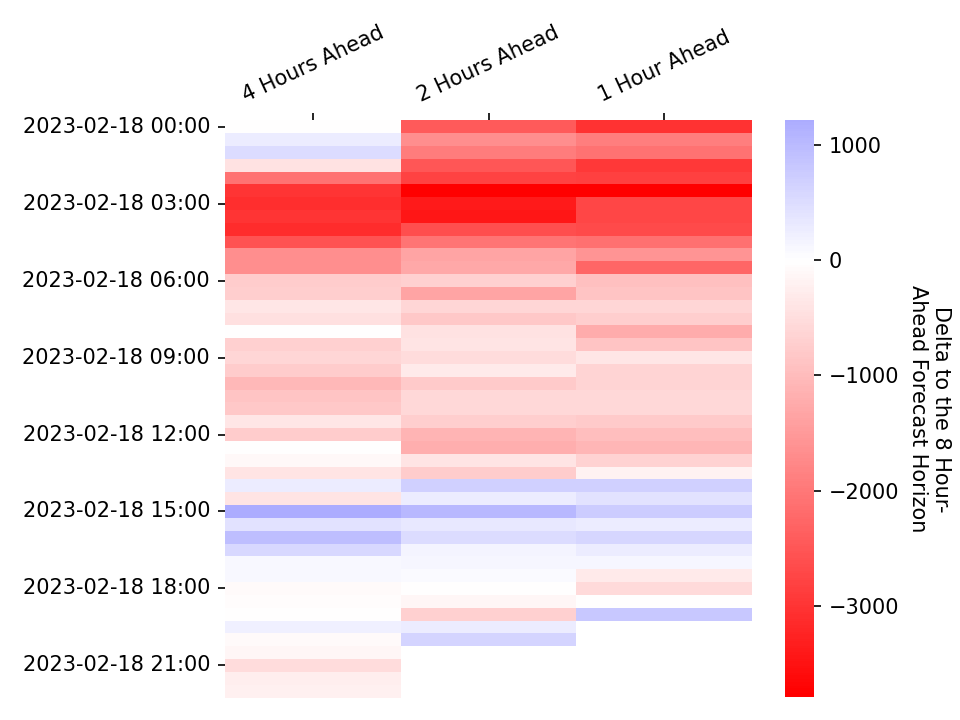 4 Hours Ahead
2 Hours Ahead
1 Hour Ahead
2023-02-18 00:00
2023-02-18 03:00
2023-02-18 06:00
2023-02-18 09:00
2023-02-18 12:00
2023-02-18 15:00
2023-02-18 18:00
2023-02-18 21:00
1000
0
−1000
−2000
−3000
Delta to the 8 Hour-
Ahead Forecast Horizon